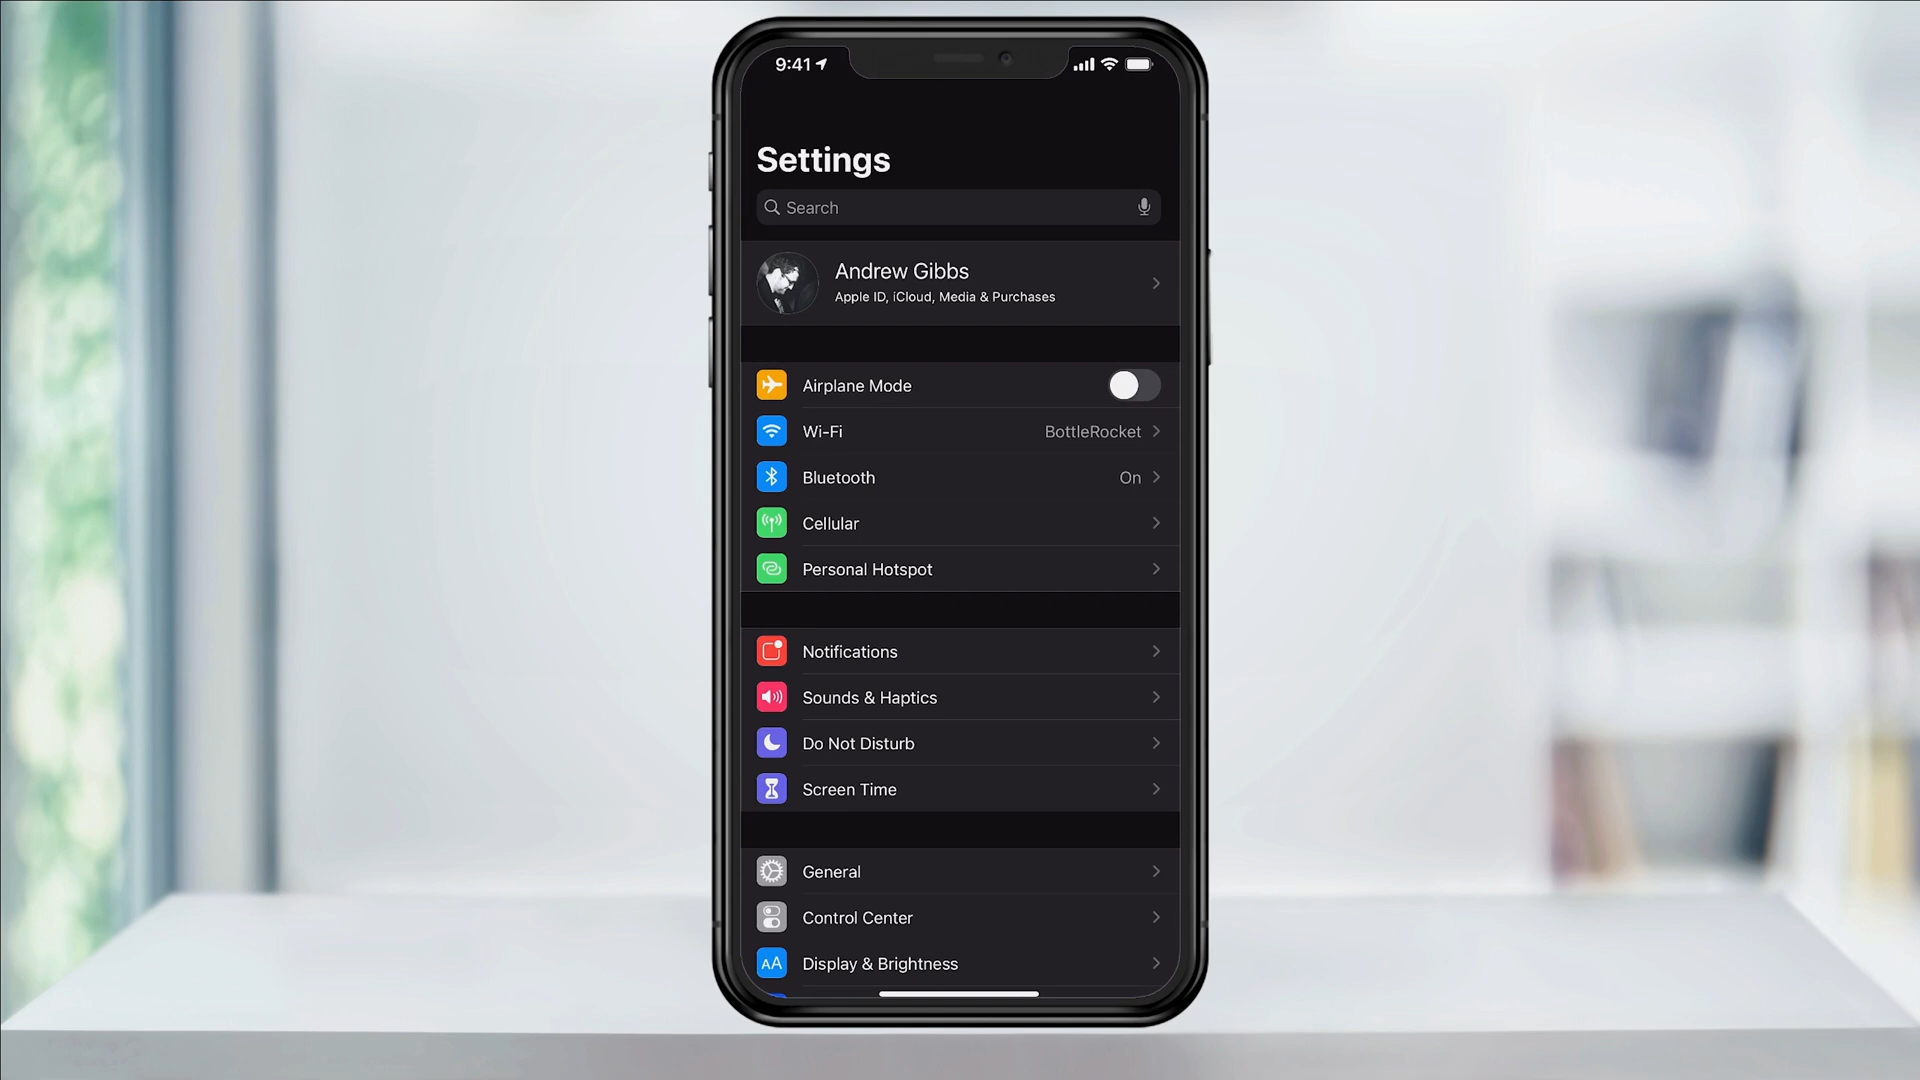 9:41
Settings
Search
Andrew Gibbs
Apple ID, iCloud, Media & Purchases
Airplane Mode
Wi-Fi BottleRocket
Bluetooth On
Cellular
Personal Hotspot
Notifications
Sounds & Haptics
Do Not Disturb
Screen Time
General
Control Center
AA Display & Brightness